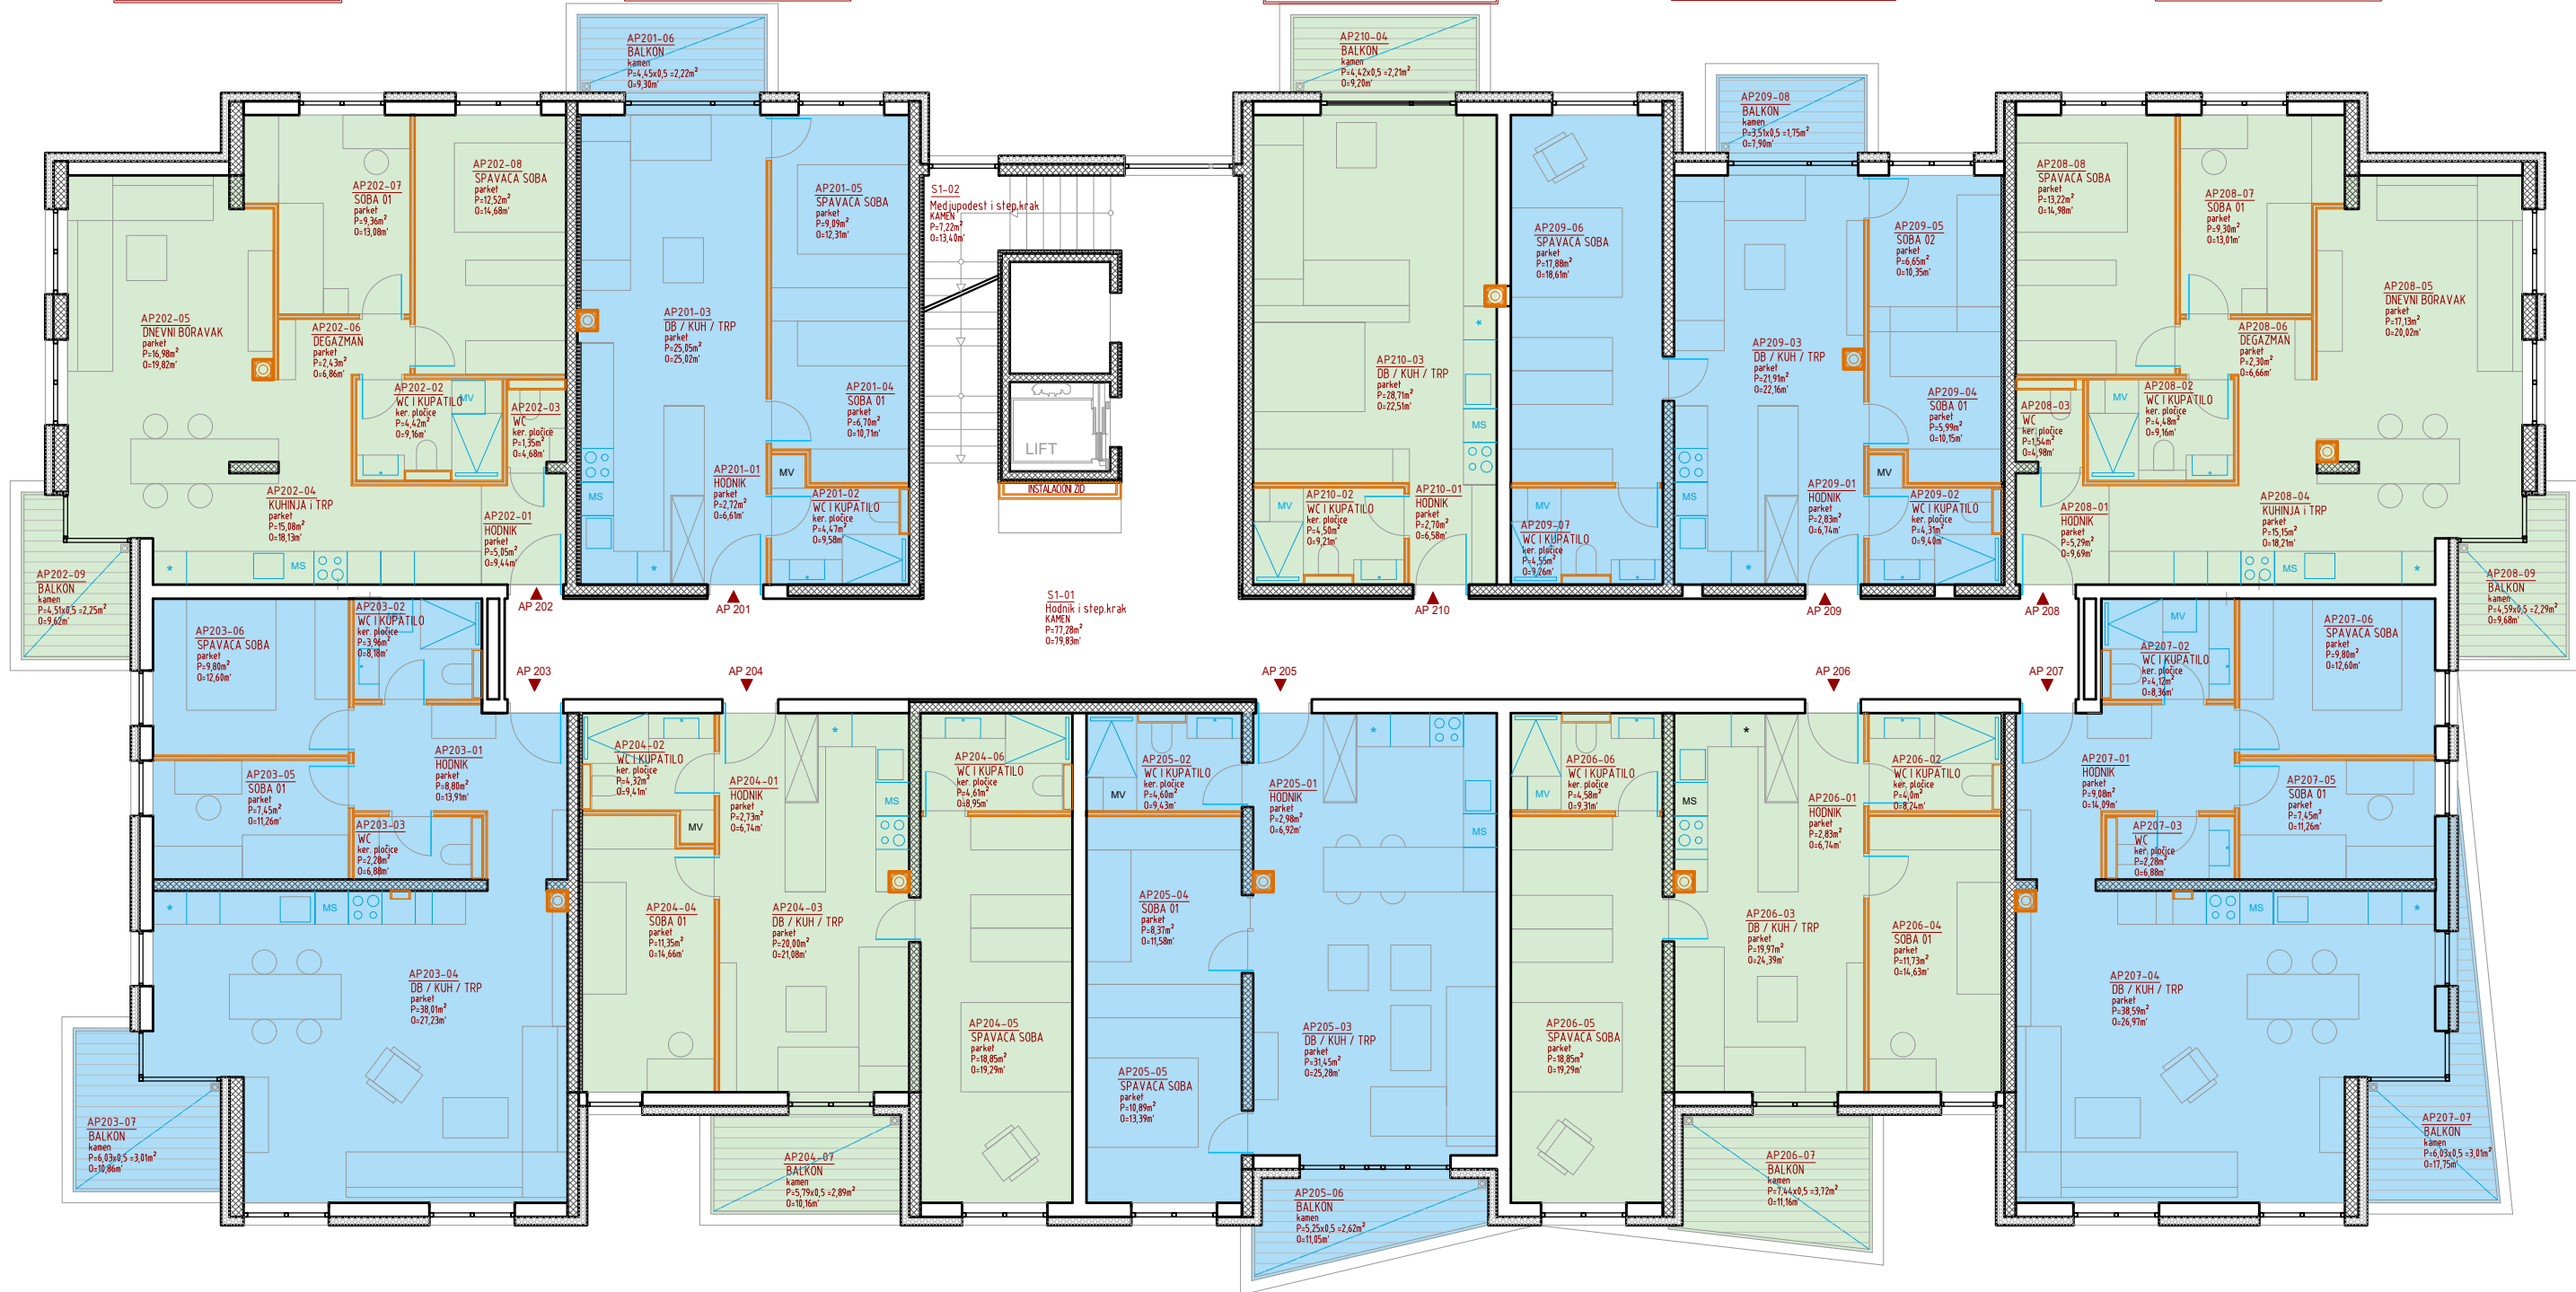 AP201-06
BALKON
kamen
P=4,45x0,5 =2,22m²
O=9,30m'
AP210-04
BALKON
kamen
P=4,42x0,5 =2,21m²
O=9,20m'
AP209-08
BALKON
kamen
P=3,51x0,5 =1,75m²
O=7,90m'
AP202-08
SPAVAĆA SOBA
parket
P=12,52m²
O=14,68m'
AP202-07
SOBA 01
parket
P=9,36m²
O=13,08m'
AP201-05
SPAVAĆA SOBA
parket
P=9,09m²
O=12,31m'
S1-02
Medjupodest i step.krak
KAMEN
P=7,22m²
O=13,40m'
AP209-06
SPAVAĆA SOBA
parket
P=17,88m²
O=18,61m'
AP209-05
SOBA 02
parket
P=6,65m²
O=10,35m'
AP208-08
SPAVAĆA SOBA
parket
P=13,22m²
O=14,98m'
AP208-07
SOBA 01
parket
P=9,30m²
O=13,01m'
AP202-05
DNEVNI BORAVAK
parket
P=16,98m²
O=19,82m'
AP202-06
DEGAZMAN
parket
P=2,43m²
O=6,86m'
AP201-03
DB / KUH / TRP
parket
P=25,05m²
O=25,02m'
AP210-03
DB / KUH / TRP
parket
P=28,71m²
O=22,51m'
AP209-03
DB / KUH / TRP
parket
P=21,91m²
O=22,16m'
AP208-06
DEGAZMAN
parket
P=2,30m²
O=6,66m'
AP208-05
DNEVNI BORAVAK
parket
P=17,13m²
O=20,02m'
AP202-02
WC I KUPATILO
ker. pločice
P=4,42m²
O=9,16m'
MV
AP202-03
WC
ker. pločice
P=1,35m²
O=4,68m'
AP201-04
SOBA 01
parket
P=6,70m²
O=10,71m'
AP209-04
SOBA 01
parket
P=5,99m²
O=10,15m'
AP208-03
WC
ker. pločice
P=1,54m²
O=4,98m'
AP208-02
WC I KUPATILO
ker. pločice
P=4,48m²
O=9,16m'
MV
LIFT
INSTALACIONI ZID
AP202-04
KUHINJA i TRP
parket
P=15,08m²
O=18,13m'
AP202-01
HODNIK
parket
P=5,05m²
O=9,44m'
* MS
MS *
AP201-01
HODNIK
parket
P=2,72m²
O=6,61m'
MV
AP201-02
WC I KUPATILO
ker. pločice
P=4,47m²
O=9,58m'
MV
AP210-02
WC I KUPATILO
ker. pločice
P=4,50m²
O=9,21m'
AP210-01
HODNIK
parket
P=2,70m²
O=6,58m'
* MS
MV
AP209-07
WC I KUPATILO
ker. pločice
P=4,55m²
O=9,26m'
MS *
AP209-01
HODNIK
parket
P=2,83m²
O=6,74m'
MV
AP209-02
WC I KUPATILO
ker. pločice
P=4,31m²
O=9,40m'
AP208-01
HODNIK
parket
P=5,29m²
O=9,69m'
AP208-04
KUHINJA i TRP
parket
P=15,15m²
O=18,21m'
MS *
AP202-09
BALKON
kamen
P=4,51x0,5 =2,25m²
O=9,62m'
AP208-09
BALKON
kamen
P=4,59x0,5 =2,29m²
O=9,68m'
AP 202
AP 201
AP 210
AP 209
AP 208
S1-01
Hodnik i step.krak
KAMEN
P=77,28m²
O=79,83m'
AP 203
AP 204
AP 205
AP 206
AP 207
AP203-06
SPAVAĆA SOBA
parket
P=9,80m²
O=12,60m'
AP203-02
WC I KUPATILO
ker. pločice
P=3,96m²
O=8,18m'
MV
AP207-02
WC I KUPATILO
ker. pločice
P=4,12m²
O=8,36m'
AP207-06
SPAVAĆA SOBA
parket
P=9,80m²
O=12,60m'
AP203-05
SOBA 01
parket
P=7,45m²
O=11,26m'
AP203-01
HODNIK
parket
P=8,80m²
O=13,91m'
AP203-03
WC
ker. pločice
P=2,28m²
O=6,88m'
AP204-02
WC I KUPATILO
ker. pločice
P=4,32m²
O=9,41m'
MV
AP204-01
HODNIK
parket
P=2,73m²
O=6,74m'
* MS
AP204-06
WC I KUPATILO
ker. pločice
P=4,61m²
O=8,95m'
AP205-02
WC I KUPATILO
ker. pločice
P=4,60m²
O=9,43m'
MV
AP205-01
HODNIK
parket
P=2,98m²
O=6,92m'
* MS
AP206-06
WC I KUPATILO
ker. pločice
P=4,58m²
O=9,31m'
MV
* MS
AP206-01
HODNIK
parket
P=2,83m²
O=6,74m'
AP206-02
WC I KUPATILO
ker. pločice
P=4,0m²
O=8,24m'
AP207-01
HODNIK
parket
P=9,08m²
O=14,09m'
AP207-03
WC
ker. pločice
P=2,28m²
O=6,88m'
AP207-05
SOBA 01
parket
P=7,45m²
O=11,26m'
* MS
AP203-04
DB / KUH / TRP
parket
P=38,01m²
O=27,23m'
AP204-04
SOBA 01
parket
P=11,35m²
O=14,66m'
AP204-03
DB / KUH / TRP
parket
P=20,00m²
O=21,08m'
AP205-04
SOBA 01
parket
P=8,37m²
O=11,58m'
AP206-03
DB / KUH / TRP
parket
P=19,97m²
O=24,39m'
AP206-04
SOBA 01
parket
P=11,73m²
O=14,63m'
MS *
AP207-04
DB / KUH / TRP
parket
P=38,59m²
O=26,97m'
AP204-05
SPAVAĆA SOBA
parket
P=18,85m²
O=19,29m'
AP205-05
SPAVAĆA SOBA
parket
P=10,89m²
O=13,39m'
AP205-03
DB / KUH / TRP
parket
P=31,45m²
O=25,28m'
AP206-05
SPAVAĆA SOBA
parket
P=18,85m²
O=19,29m'
AP203-07
BALKON
kamen
P=6,03x0,5 =3,01m²
O=10,86m'
AP204-07
BALKON
kamen
P=5,79x0,5 =2,89m²
O=10,16m'
AP205-06
BALKON
kamen
P=5,25x0,5 =2,62m²
O=11,05m'
AP206-07
BALKON
kamen
P=7,44x0,5 =3,72m²
O=11,16m'
AP207-07
BALKON
kamen
P=6,03x0,5 =3,01m²
O=17,75m'